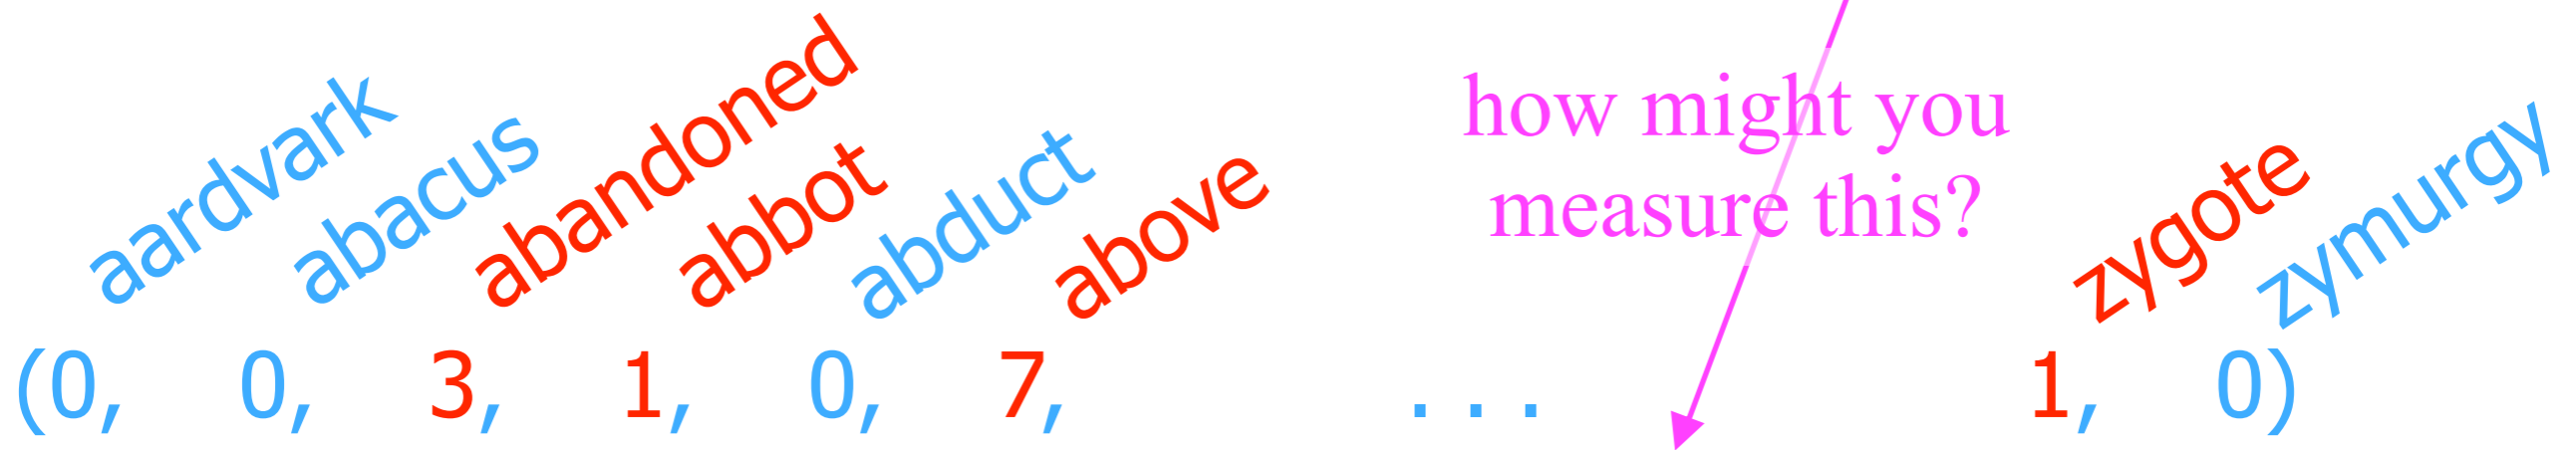 aardvark abacus abandoned abbot abduct above zygote zymurgy
how might you
measure this?
(0, 0, 3, 1, 0, 7, . . . 1, 0)